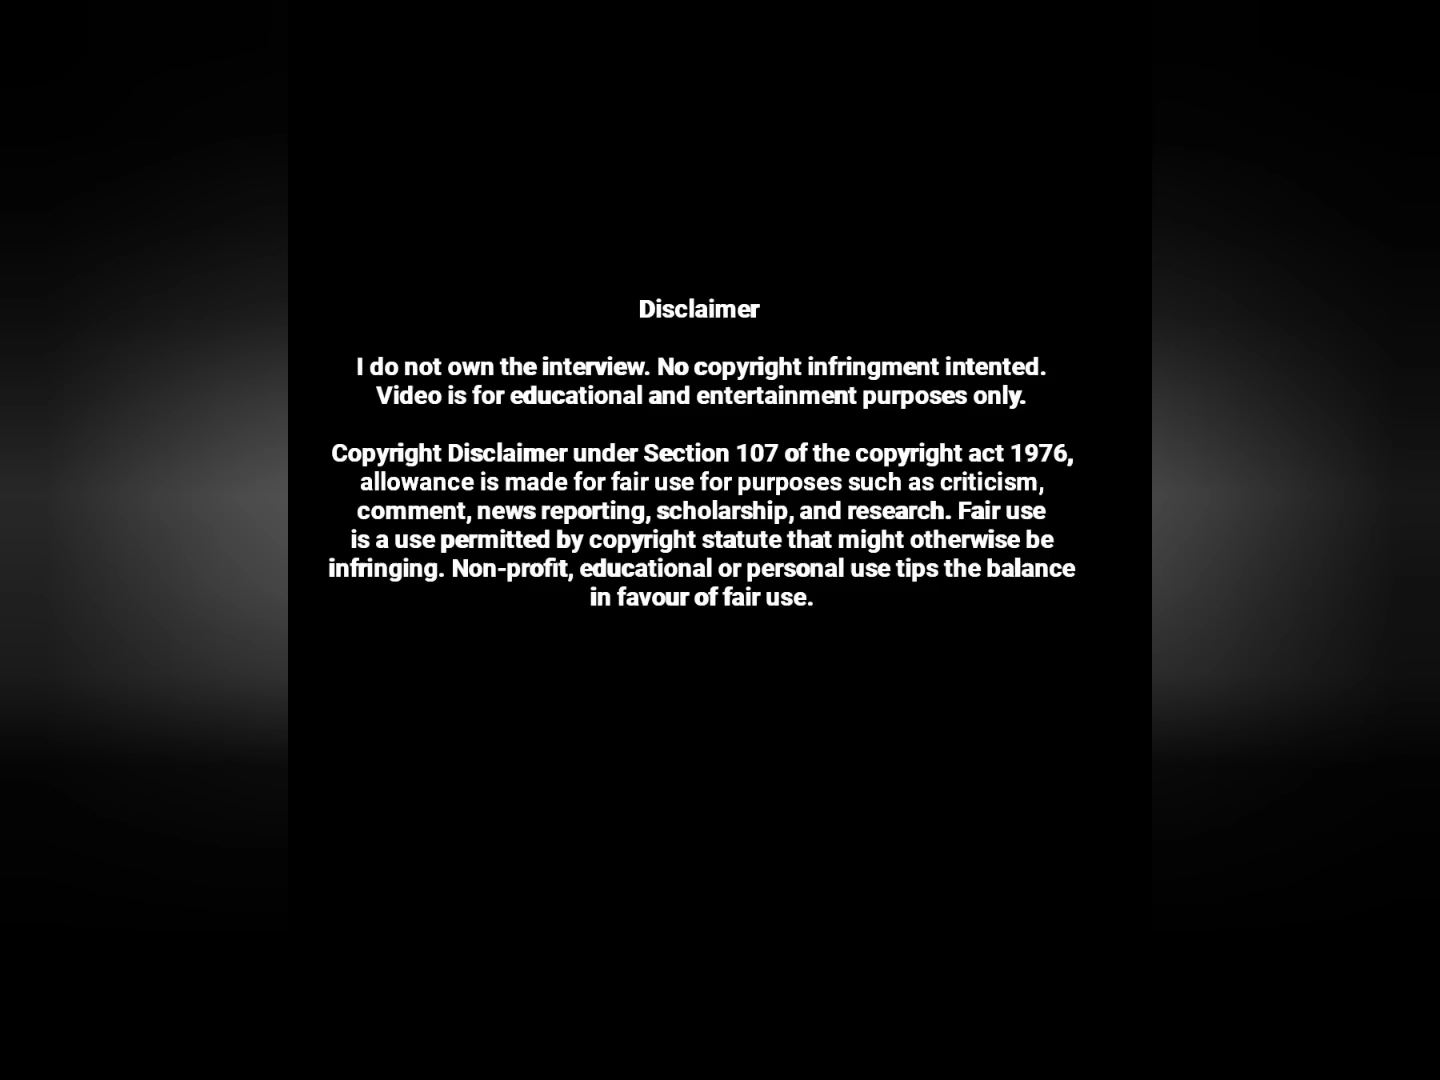 Disclaimer
I do not own the interview. No copyright infringment intented.
Video is for educational and entertainment purposes only.
Copyright Disclaimer under Section 107 of the copyright act 1976,
allowance is made for fair use for purposes such as criticism,
comment, news reporting, scholarship, and research. Fair use
is a use permitted by copyright statute that might otherwise be
infringing. Non-profit, educational or personal use tips the balance
in favour of fair use.